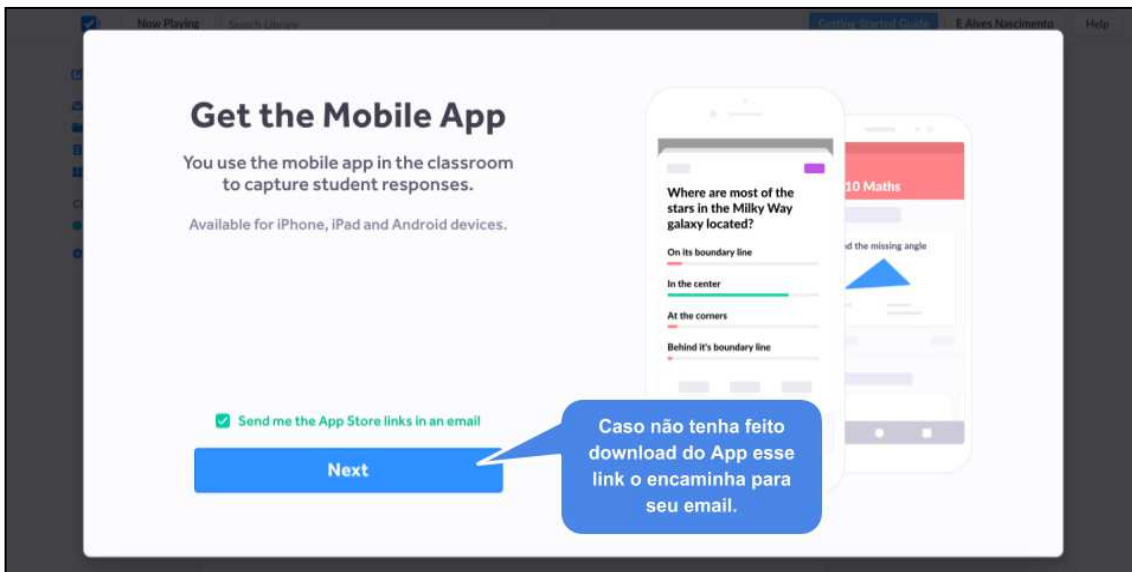 Now Playing
Search Library
Getting Started Guide
E Alves Nascimento
Help
Get the Mobile App
You use the mobile app in the classroom
to capture student responses.
Available for iPhone, iPad and Android devices.
Send me the App Store links in an email
Next
Where are most of the
stars in the Milky Way
galaxy located?
On its boundary line
In the center
At the corners
Behind it's boundary line
10 Maths
d the missing angle
Caso não tenha feito
download do App esse
link o encaminha para
seu email.